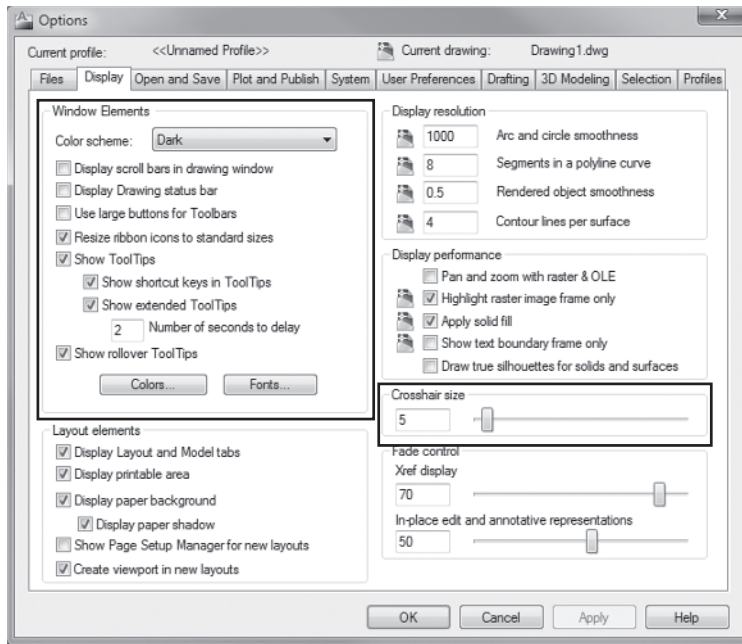 Options
Current profile: <<Unnamed Profile>> Current drawing: Drawing1.dwg
Files Display Open and Save Plot and Publish System User Preferences Drafting 3D Modeling Selection Profiles
Window Elements
Color scheme: Dark
Display scroll bars in drawing window
Display Drawing status bar
Use large buttons for Toolbars
Resize ribbon icons to standard sizes
Show ToolTips
Show shortcut keys in ToolTips
Show extended ToolTips
2 Number of seconds to delay
Show rollover ToolTips
Colors... Fonts...
Layout elements
Display Layout and Model tabs
Display printable area
Display paper background
Display paper shadow
Show Page Setup Manager for new layouts
Create viewport in new layouts
Display resolution
1000 Arc and circle smoothness
8 Segments in a polyline curve
0.5 Rendered object smoothness
4 Contour lines per surface
Display performance
Pan and zoom with raster & OLE
Highlight raster image frame only
Apply solid fill
Show text boundary frame only
Draw true silhouettes for solids and surfaces
Crosshair size
5
Fade control
Xref display
70
In-place edit and annotative representations
50
OK Cancel Apply Help